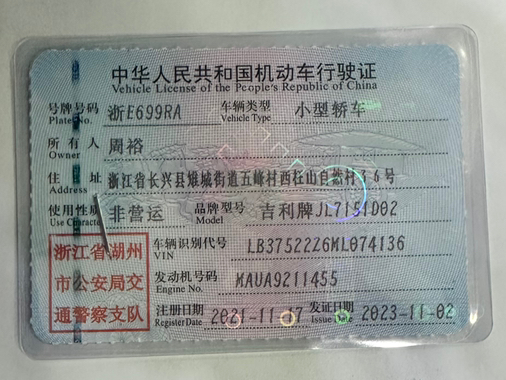 中华人民共和国机动车行驶证
Vehicle License of the People's Republic of China
号牌号码 浙E699RA 车辆类型 小型轿车
Plate No. Vehicle Type
所有人 周裕
Owner
住址 浙江省长兴县雉城街道五峰村西庄山自然村36号
Address
使用性质 非营运 品牌型号 吉利牌JL7151D02
Use Character Model
浙江省湖州 车辆识别代号 LB37522Z6ML074136
VIN
市公安局交 发动机号码 MAUA9211455
Engine No.
通警察支队 注册日期 2021-11-17 发证日期 2023-11-02
Register Date Issue Date